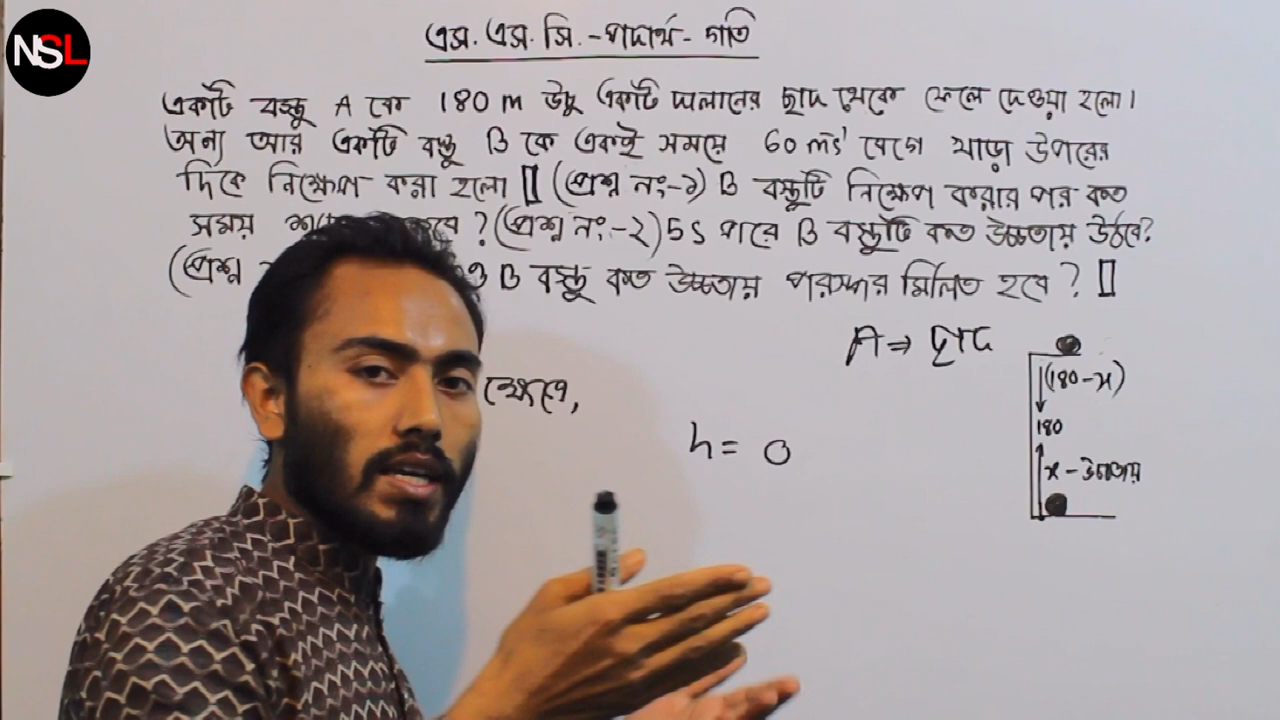 NSL
এস. এস. সি. - পদার্থ - গতি
একটি বস্তু A কে 180 m উচু একটি দালানের ছাদ থেকে ফেলে দেওয়া হলো।
অন্য আর একটি বস্তু B কে একই সময়ে 60 ms⁻¹ বেগে খাড়া উপরের
দিকে নিক্ষেপ করা হলো [] (প্রশ্ন নং-১) B বস্তুটি নিক্ষেপ করার পর কত
সময় ? (প্রশ্ন নং-২) 5s পরে B বস্তুটি কত উচ্চতায় উঠবে?
(প্রশ্ন ও B বস্তু কত উচ্চতায় পরস্পর মিলিত হবে ? []
A ⇒ ছাদ
(180-x)
180
x - উচ্চতায়
h = 0